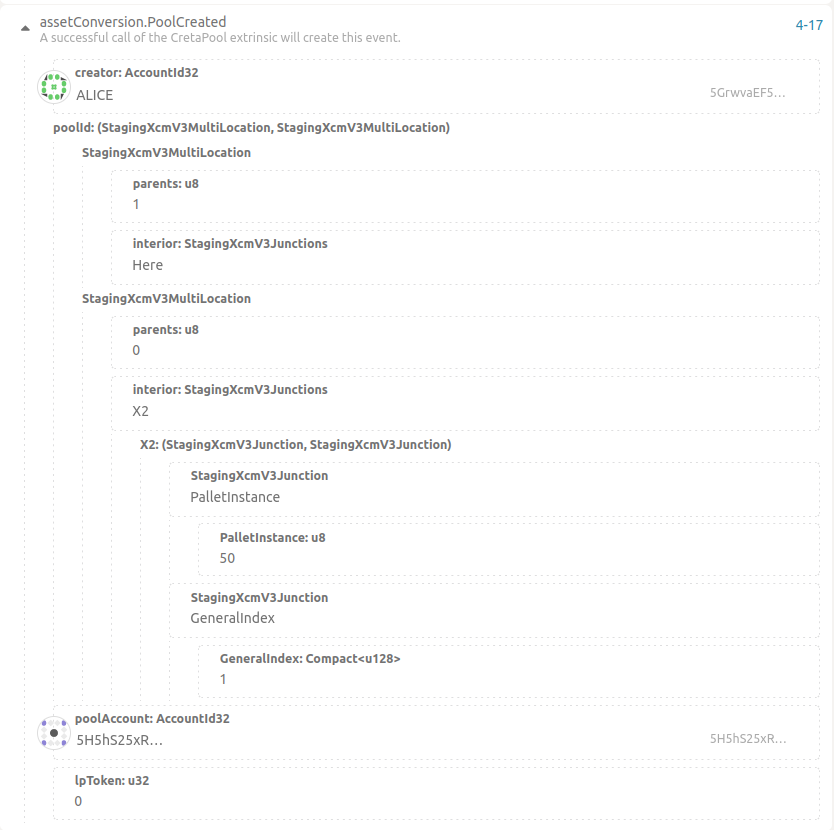 assetConversion.PoolCreated
4-17
A successful call of the CretaPool extrinsic will create this event.
creator: AccountId32
ALICE
5GrwvaEF5...
poolId: (StagingXcmV3MultiLocation, StagingXcmV3MultiLocation)
StagingXcmV3MultiLocation
parents: u8
1
interior: StagingXcmV3Junctions
Here
StagingXcmV3MultiLocation
parents: u8
0
interior: StagingXcmV3Junctions
X2
X2: (StagingXcmV3Junction, StagingXcmV3Junction)
StagingXcmV3Junction
PalletInstance
PalletInstance: u8
50
StagingXcmV3Junction
GeneralIndex
GeneralIndex: Compact<u128>
1
poolAccount: AccountId32
5H5hS25xR...
5H5hS25xR...
lpToken: u32
0